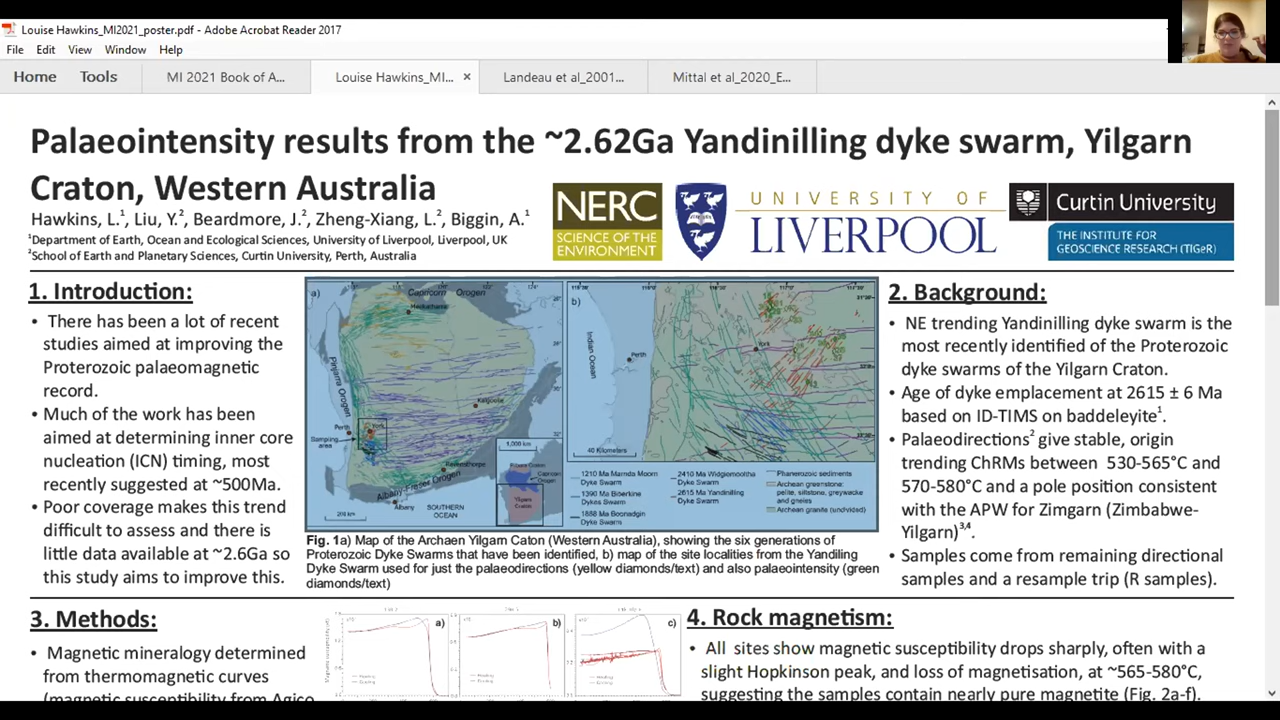 Louise Hawkins_MI2021_poster.pdf - Adobe Acrobat Reader 2017
File Edit View Window Help
Home Tools MI 2021 Book of A... Louise Hawkins_MI... × Landeau et al_2001... Mittal et al_2020_E...
Palaeointensity results from the ~2.62Ga Yandinilling dyke swarm, Yilgarn
Craton, Western Australia
Hawkins, L.¹, Liu, Y.², Beardmore, J.², Zheng-Xiang, L.², Biggin, A.¹
¹Department of Earth, Ocean and Ecological Sciences, University of Liverpool, Liverpool, UK
²School of Earth and Planetary Sciences, Curtin University, Perth, Australia
NERC
SCIENCE OF THE
ENVIRONMENT
UNIVERSITY OF
LIVERPOOL
Curtin University
THE INSTITUTE FOR
GEOSCIENCE RESEARCH (TIGeR)
1. Introduction:
• There has been a lot of recent
studies aimed at improving the
Proterozoic palaeomagnetic
record.
• Much of the work has been
aimed at determining inner core
nucleation (ICN) timing, most
recently suggested at ~500Ma.
• Poor coverage makes this trend
difficult to assess and there is
little data available at ~2.6Ga so
this study aims to improve this.
a)
Capricorn Orogen
Pinjarra Orogen
Kalgoorlie
Perth
York
Sampling
area
Ravensthorpe
Albany Fraser Orogen
Albany
SOUTHERN
OCEAN
200 km
1,000 km
Yilgarn
Craton
b)
Indian Ocean
Perth
York
40 Kilometers
1210 Ma Marnda Moorn
Dyke Swarm
1390 Ma Biberkine
Dykes Swarm
1888 Ma Boonadgin
Dyke Swarm
2410 Ma Widgiemooltha
Dyke Swarm
2615 Ma Yandinilling
Dyke Swarm
Phanerozoic sediments
Archean greenstone:
pelite, siltstone, greywacke
and gneiss
Archean granite (undivided)
Fig. 1a) Map of the Archaen Yilgarn Caton (Western Australia), showing the six generations of
Proterozoic Dyke Swarms that have been identified, b) map of the site localities from the Yandiling
Dyke Swarm used for just the palaeodirections (yellow diamonds/text) and also palaeointensity (green
diamonds/text)
2. Background:
• NE trending Yandinilling dyke swarm is the
most recently identified of the Proterozoic
dyke swarms of the Yilgarn Craton.
• Age of dyke emplacement at 2615 ± 6 Ma
based on ID-TIMS on baddeleyite¹.
• Palaeodirections² give stable, origin
trending ChRMs between 530-565°C and
570-580°C and a pole position consistent
with the APW for Zimgarn (Zimbabwe-
Yilgarn)³,⁴.
• Samples come from remaining directional
samples and a resample trip (R samples).
3. Methods:
• Magnetic mineralogy determined
from thermomagnetic curves
(magnetic susceptibility from Agico
a)
b)
c)
4. Rock magnetism:
• All sites show magnetic susceptibility drops sharply, often with a
slight Hopkinson peak, and loss of magnetisation, at ~565-580°C,
suggesting the samples contain nearly pure magnetite (Fig. 2a-f).